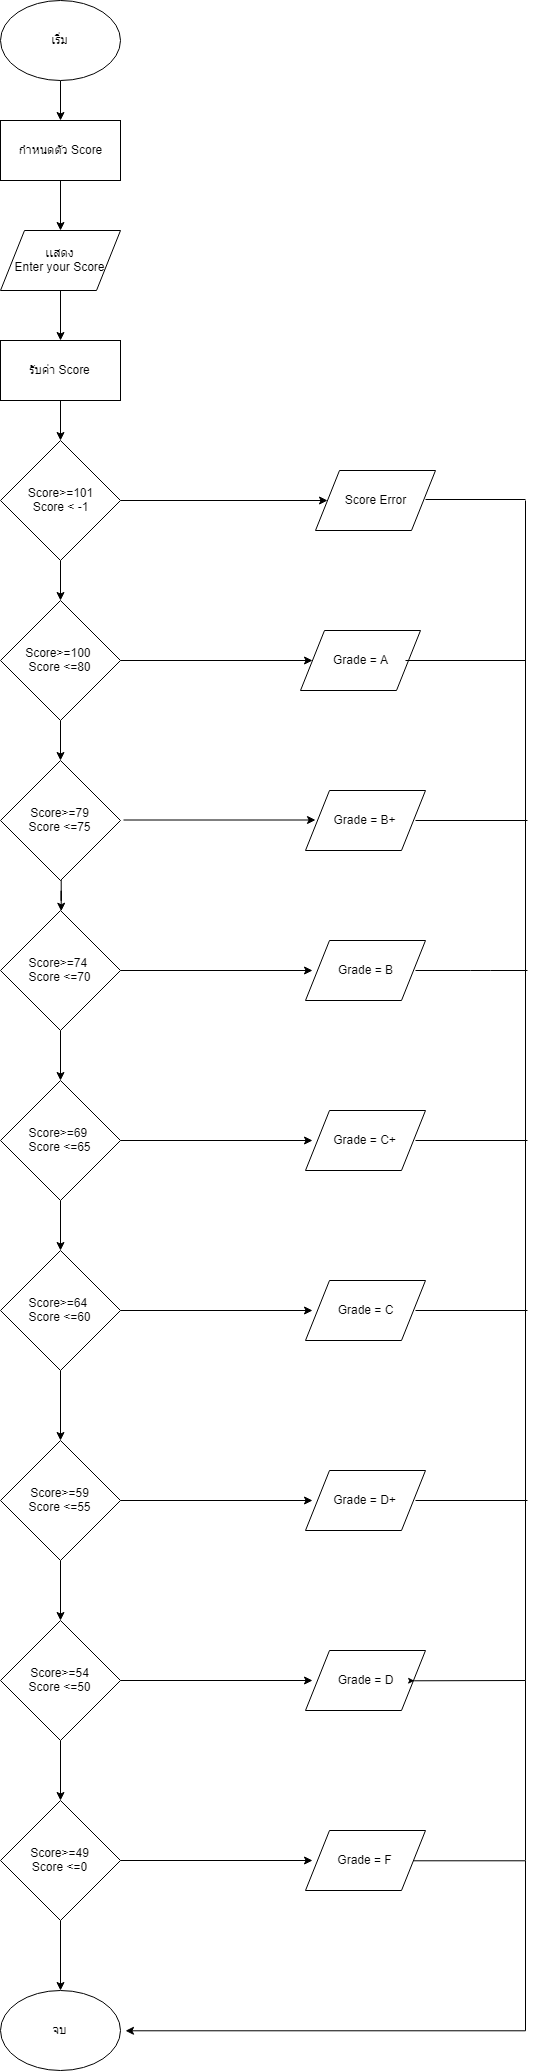 เริ่ม
กำหนดตัว Score
แสดง
Enter your Score
รับค่า Score
Score>=101
Score < -1
Score Error
Score>=100
Score <=80
Grade = A
Score>=79
Score <=75
Grade = B+
Score>=74
Score <=70
Grade = B
Score>=69
Score <=65
Grade = C+
Score>=64
Score <=60
Grade = C
Score>=59
Score <=55
Grade = D+
Score>=54
Score <=50
Grade = D
Score>=49
Score <=0
Grade = F
จบ